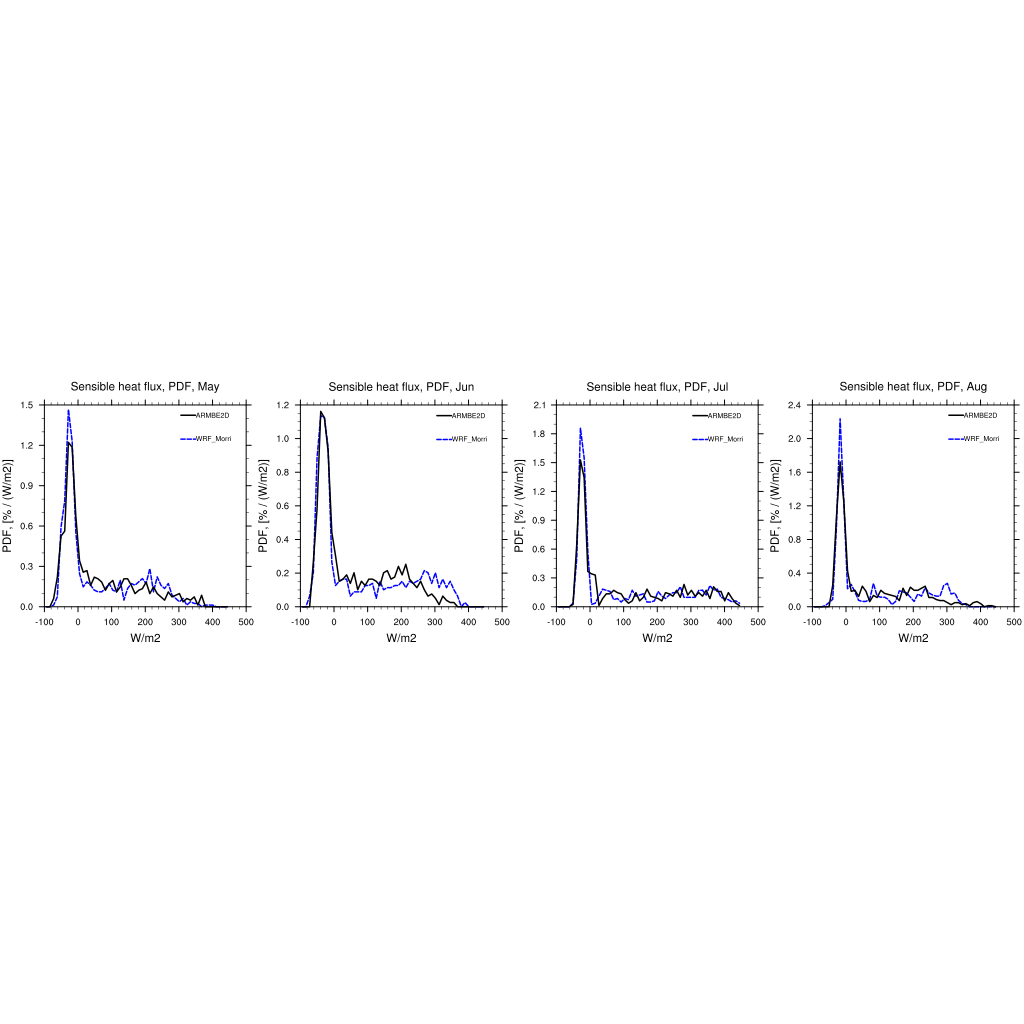 Sensible heat flux, PDF, May
PDF, [% / (W/m2)]
1.5
1.2
0.9
0.6
0.3
0.0
-100 0 100 200 300 400 500
W/m2
ARMBE2D
WRF_Morri
Sensible heat flux, PDF, Jun
PDF, [% / (W/m2)]
1.2
1.0
0.8
0.6
0.4
0.2
0.0
-100 0 100 200 300 400 500
W/m2
ARMBE2D
WRF_Morri
Sensible heat flux, PDF, Jul
PDF, [% / (W/m2)]
2.1
1.8
1.5
1.2
0.9
0.6
0.3
0.0
-100 0 100 200 300 400 500
W/m2
ARMBE2D
WRF_Morri
Sensible heat flux, PDF, Aug
PDF, [% / (W/m2)]
2.4
2.0
1.6
1.2
0.8
0.4
0.0
-100 0 100 200 300 400 500
W/m2
ARMBE2D
WRF_Morri